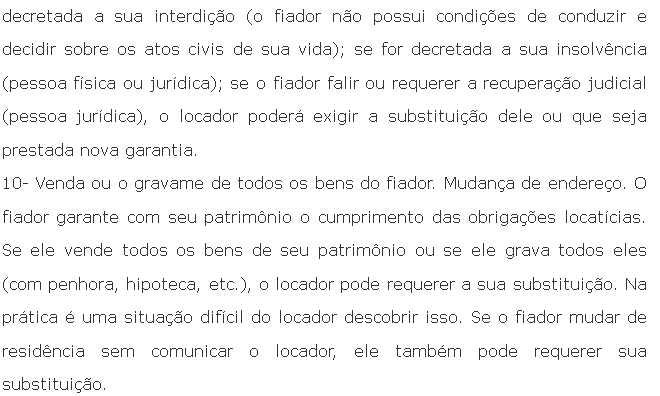 decretada a sua interdição (o fiador não possui condições de conduzir e
decidir sobre os atos civis de sua vida); se for decretada a sua insolvência
(pessoa física ou jurídica); se o fiador falir ou requerer a recuperação judicial
(pessoa jurídica), o locador poderá exigir a substituição dele ou que seja
prestada nova garantia.
10- Venda ou o gravame de todos os bens do fiador. Mudança de endereço. O
fiador garante com seu patrimônio o cumprimento das obrigações locatícias.
Se ele vende todos os bens de seu patrimônio ou se ele grava todos eles
(com penhora, hipoteca, etc.), o locador pode requerer a sua substituição. Na
prática é uma situação difícil do locador descobrir isso. Se o fiador mudar de
residência sem comunicar o locador, ele também pode requerer sua
substituição.